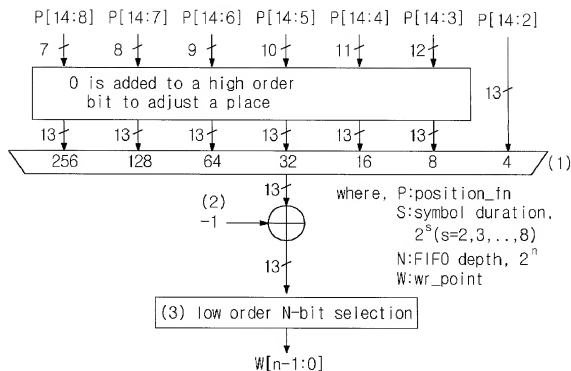 P[14:8] P[14:7] P[14:6] P[14:5] P[14:4] P[14:3] P[14:2]
7 8 9 10 11 12
0 is added to a high order
bit to adjust a place
13
13 13 13 13 13 13
256 128 64 32 16 8 4 (1)
13
(2)
-1
where, P:position_fn
S:symbol duration,
2^s(s=2,3,..,8)
N:FIFO depth, 2^n
W:wr_point
13
(3) low order N-bit selection
W[n-1:0]